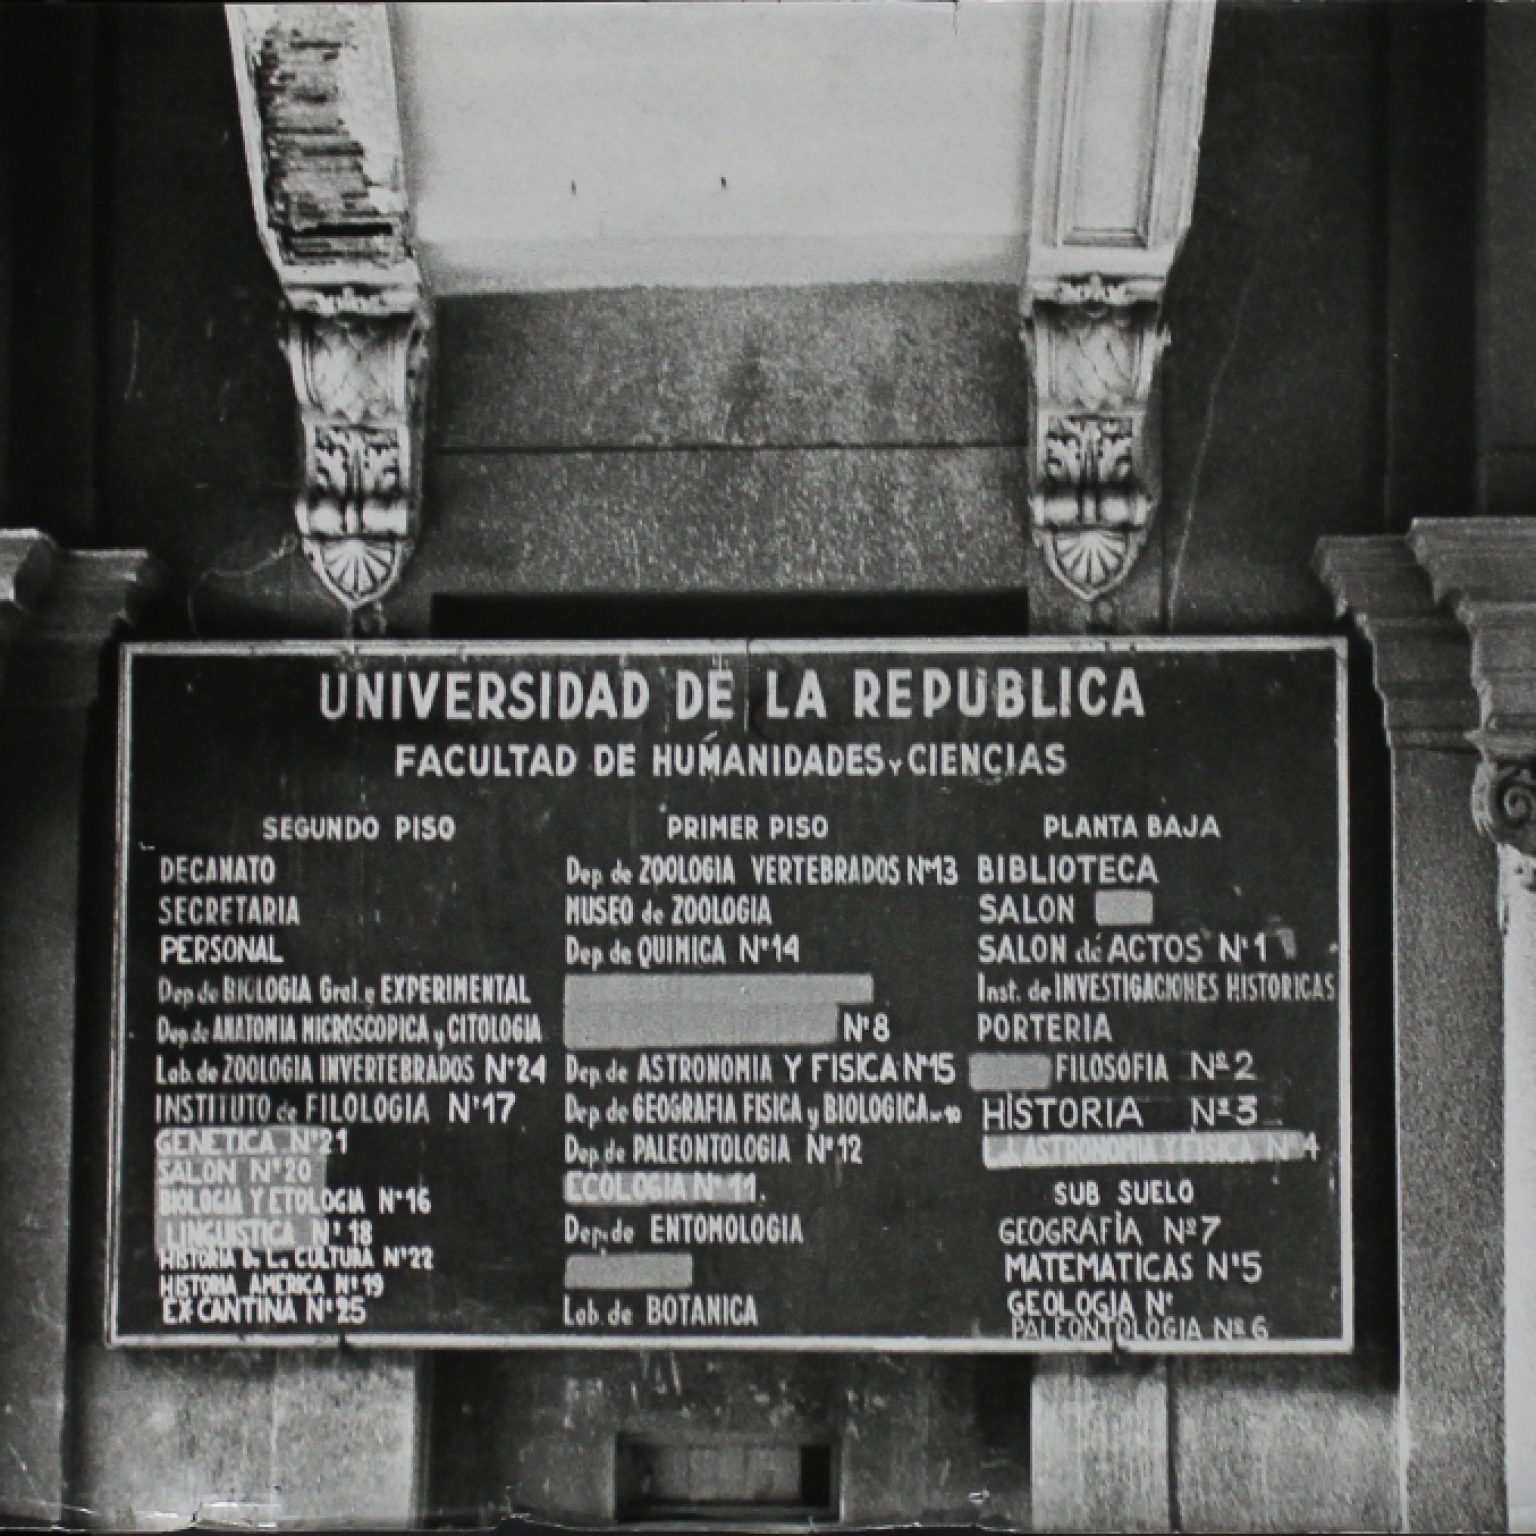 UNIVERSIDAD DE LA REPUBLICA
FACULTAD DE HUMANIDADES Y CIENCIAS
SEGUNDO PISO
DECANATO
SECRETARIA
PERSONAL
Dep. de BIOLOGIA Gral. y EXPERIMENTAL
Dep. de ANATOMIA MICROSCOPICA y CITOLOGIA
Lab. de ZOOLOGIA INVERTEBRADOS Nº24
INSTITUTO de FILOLOGIA Nº17
GENETICA Nº21
SALON Nº20
BIOLOGIA Y ETOLOGIA Nº16
LINGUISTICA Nº18
HISTORIA D. L. CULTURA Nº22
HISTORIA AMERICA Nº19
EX CANTINA Nº25
PRIMER PISO
Dep. de ZOOLOGIA VERTEBRADOS Nº13
MUSEO de ZOOLOGIA
Dep. de QUIMICA Nº14
Nº8
Dep. de ASTRONOMIA Y FISICA Nº15
Dep. de GEOGRAFIA FISICA y BIOLOGICA Nº10
Dep. de PALEONTOLOGIA Nº12
ECOLOGIA Nº11.
Dep. de ENTOMOLOGIA
Lab. de BOTANICA
PLANTA BAJA
BIBLIOTECA
SALON
SALON de ACTOS Nº1
Inst. de INVESTIGACIONES HISTORICAS
PORTERIA
FILOSOFIA Nº2
HISTORIA Nº3
ASTRONOMIA Y FISICA Nº4
SUB SUELO
GEOGRAFÍA Nº7
MATEMATICAS Nº5
GEOLOGIA Nº
PALEONTOLOGIA Nº6